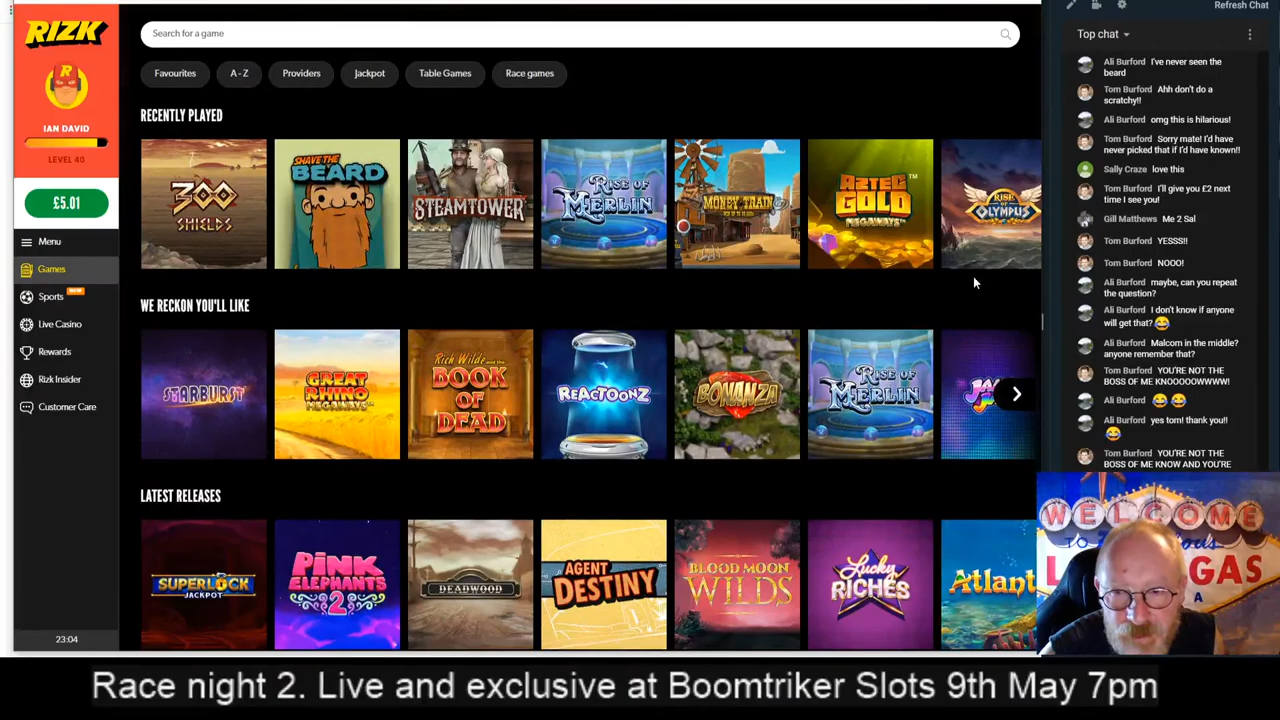 RIZK
R
IAN DAVID
LEVEL 40
£5.01
Menu
Games
Sports
NEW
Live Casino
Rewards
Rizk Insider
Customer Care
23:04
Search for a game
Favourites
A - Z
Providers
Jackpot
Table Games
Race games
RECENTLY PLAYED
300 SHIELDS
SHAVE THE BEARD
STEAMTOWER
RISE OF MERLIN
MONEY TRAIN
AZTEC GOLD MEGAWAYS™
RISE OF OLYMPUS
WE RECKON YOU'LL LIKE
STARBURST
GREAT RHINO MEGAWAYS
Rich Wilde and the BOOK OF DEAD
REACTOONZ
BONANZA
RISE OF MERLIN
LATEST RELEASES
SUPERLOCK JACKPOT
PINK ELEPHANTS 2
DEADWOOD
AGENT DESTINY
BLOOD MOON WILDS
Lucky RICHES
Atlant
Refresh Chat
Top chat
Ali Burford I've never seen the
beard
Tom Burford Ahh don't do a
scratchy!!
Ali Burford omg this is hilarious!
Tom Burford Sorry mate! I'd have
never picked that if I'd have known!!
Sally Craze love this
Tom Burford I'll give you £2 next
time I see you!
Gill Matthews Me 2 Sal
Tom Burford YESSS!!
Tom Burford NOOO!
Ali Burford maybe, can you repeat
the question?
Ali Burford I don't know if anyone
will get that? 😂
Ali Burford Malcom in the middle?
anyone remember that?
Tom Burford YOU'RE NOT THE
BOSS OF ME KNOOOOOWWWW!
Ali Burford 😂 😂
Ali Burford yes tom! thank you!!
😂
Tom Burford YOU'RE NOT THE
BOSS OF ME KNOW AND YOU'RE
WELCOME
GAS
Race night 2. Live and exclusive at Boomtriker Slots 9th May 7pm